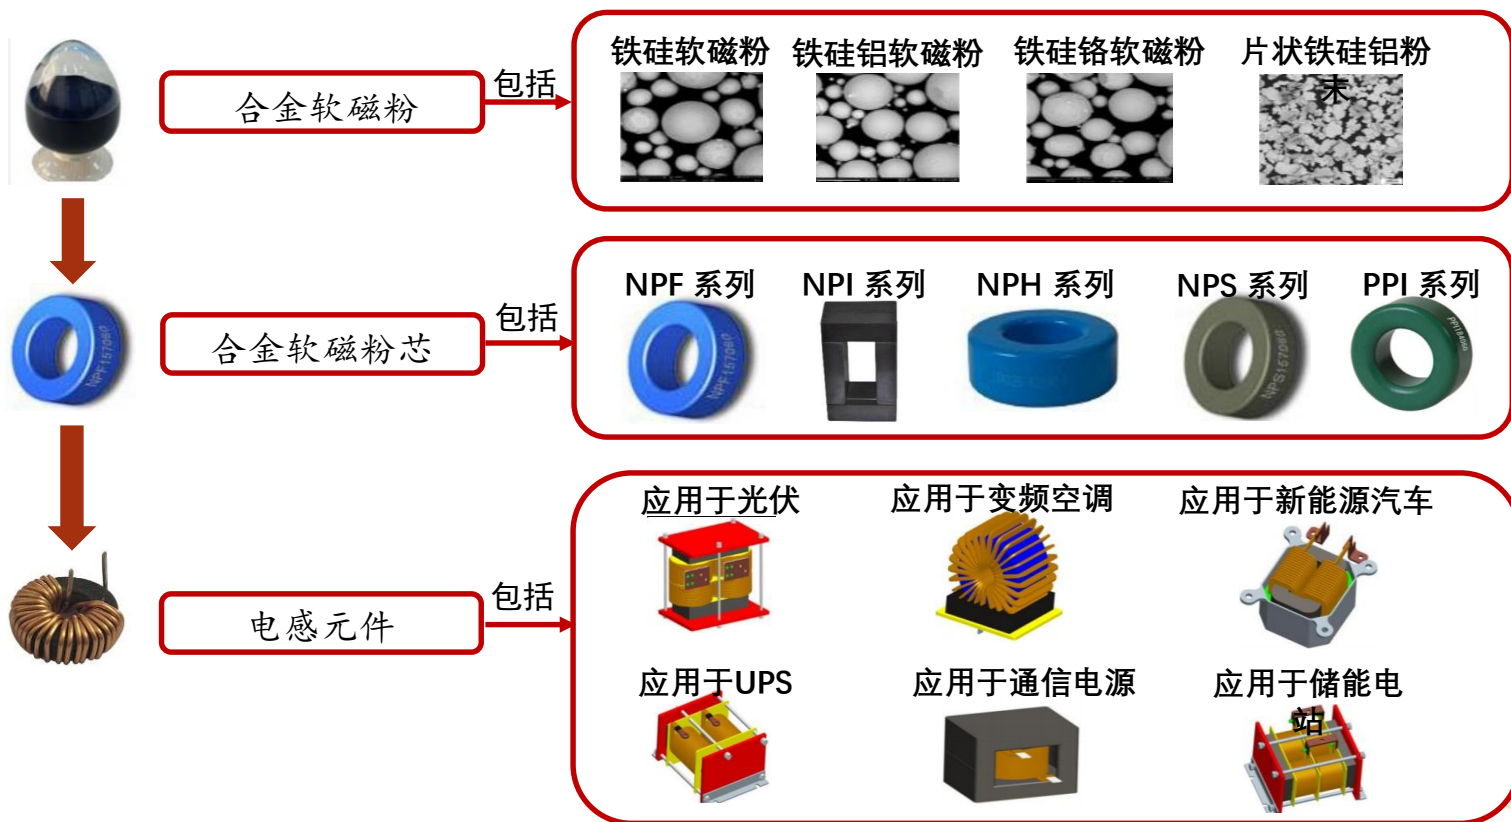 铁硅软磁粉
铁硅铝软磁粉
铁硅铬软磁粉
片状铁硅铝粉
末
包括
合金软磁粉
NPF 系列
NPI 系列
NPH 系列
NPS 系列
PPI 系列
包括
合金软磁粉芯
NPF157060
NPF157060
NPS157060
PPI184060
应用于光伏
应用于变频空调
应用于新能源汽车
包括
电感元件
应用于UPS
应用于通信电源
应用于储能电
站